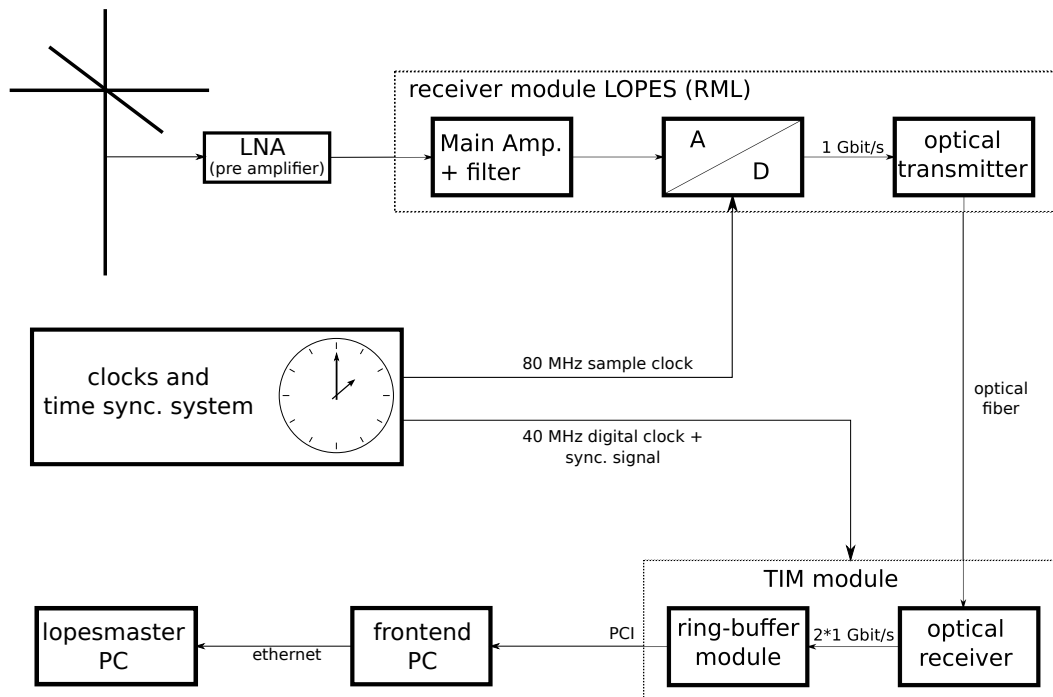 receiver module LOPES (RML)
LNA
(pre amplifier)
Main Amp.
+ filter
A
D
1 Gbit/s
optical
transmitter
clocks and
time sync. system
80 MHz sample clock
40 MHz digital clock +
sync. signal
optical
fiber
TIM module
lopesmaster
PC
ethernet
frontend
PC
PCI
ring-buffer
module
2*1 Gbit/s
optical
receiver